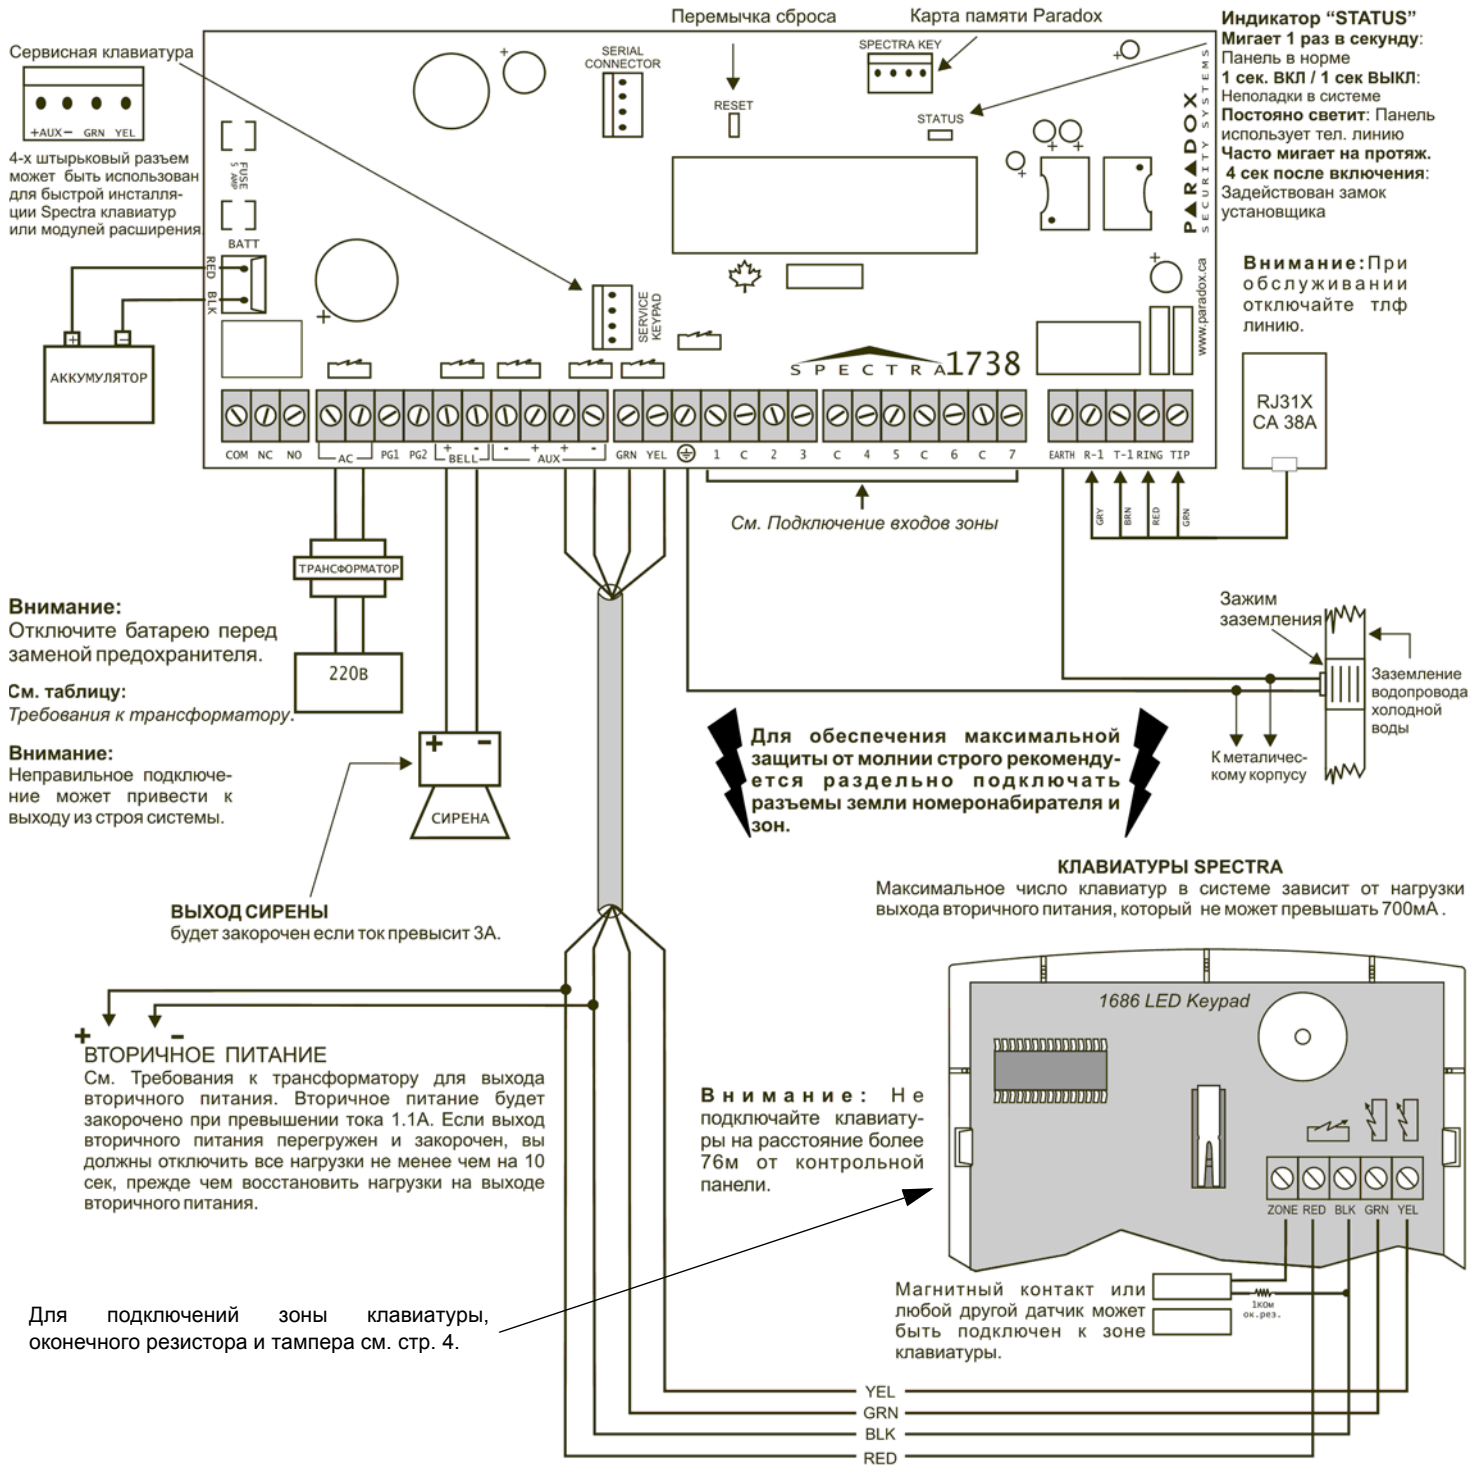 Перемычка сброса
Карта памяти Paradox
Индикатор “STATUS”
Мигает 1 раз в секунду:
Панель в норме
1 сек. ВКЛ / 1 сек ВЫКЛ:
Неполадки в системе
Постояно светит: Панель
использует тел. линию
Часто мигает на протяж.
4 сек после включения:
Задействован замок
установщика
Сервисная клавиатура
+AUX− GRN YEL
4-х штырьковый разъем
может быть использован
для быстрой инсталля-
ции Spectra клавиатур
или модулей расширения.
SERIAL
CONNECTOR
RESET
SPECTRA KEY
STATUS
PARADOX
SECURITY SYSTEMS
www.paradox.ca
FUSE
5 AMP
BATT
RED
BLK
+ −
АККУМУЛЯТОР
SERVICE
KEYPAD
SPECTRA 1738
Внимание:При
обслуживании
отключайте тлф
линию.
RJ31X
CA 38A
COM NC NO
AC
PG1 PG2
+ -
BELL
- + + -
AUX
GRN YEL
1 C 2 3
C 4 5 C 6 C 7
EARTH R-1 T-1 RING TIP
GRY
BRN
RED
GRN
См. Подключение входов зоны
ТРАНСФОРМАТОР
220В
Внимание:
Отключите батарею перед
заменой предохранителя.
См. таблицу:
Требования к трансформатору.
Внимание:
Неправильное подключе-
ние может привести к
выходу из строя системы.
+ -
СИРЕНА
Зажим
заземления
Заземление
водопровода
холодной
воды
К металичес-
кому корпусу
Для обеспечения максимальной
защиты от молнии строго рекоменду-
ется раздельно подключать
разъемы земли номеронабирателя и
зон.
ВЫХОД СИРЕНЫ
будет закорочен если ток превысит 3А.
КЛАВИАТУРЫ SPECTRA
Максимальное число клавиатур в системе зависит от нагрузки
выхода вторичного питания, который не может превышать 700мА .
+ −
ВТОРИЧНОЕ ПИТАНИЕ
См. Требования к трансформатору для выхода
вторичного питания. Вторичное питание будет
закорочено при превышении тока 1.1А. Если выход
вторичного питания перегружен и закорочен, вы
должны отключить все нагрузки не менее чем на 10
сек, прежде чем восстановить нагрузки на выходе
вторичного питания.
1686 LED Keypad
Внимание: Не
подключайте клавиату-
ры на расстояние более
76м от контрольной
панели.
ZONE RED BLK GRN YEL
Магнитный контакт или
любой другой датчик может
быть подключен к зоне
клавиатуры.
1КОМ
ок.рез.
Для подключений зоны клавиатуры,
оконечного резистора и тампера см. стр. 4.
YEL
GRN
BLK
RED